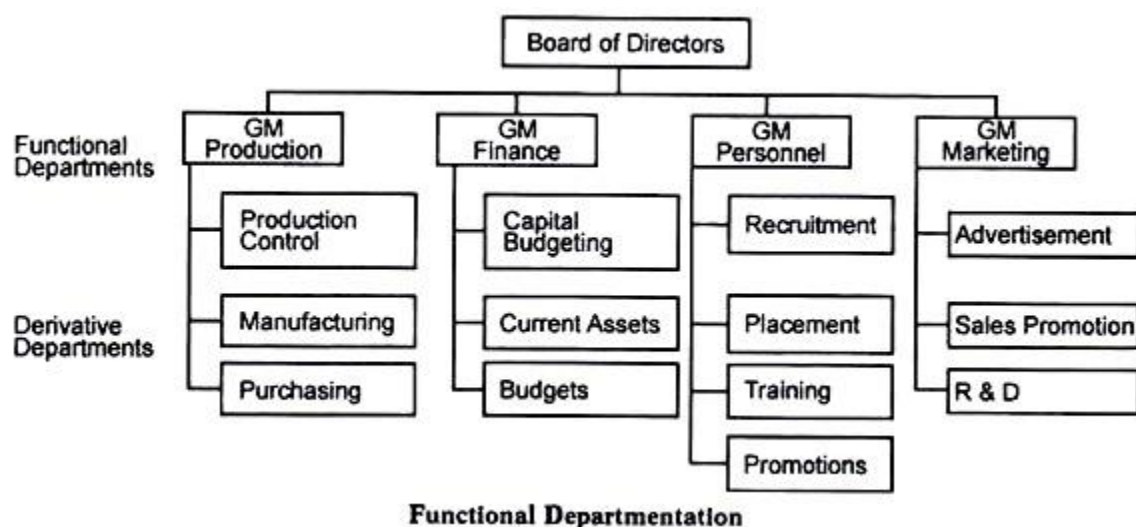 Board of Directors
Functional
Departments
GM
Production
GM
Finance
GM
Personnel
GM
Marketing
Production
Control
Capital
Budgeting
Recruitment
Advertisement
Derivative
Departments
Manufacturing
Current Assets
Placement
Sales Promotion
Purchasing
Budgets
Training
R & D
Promotions
Functional Departmentation